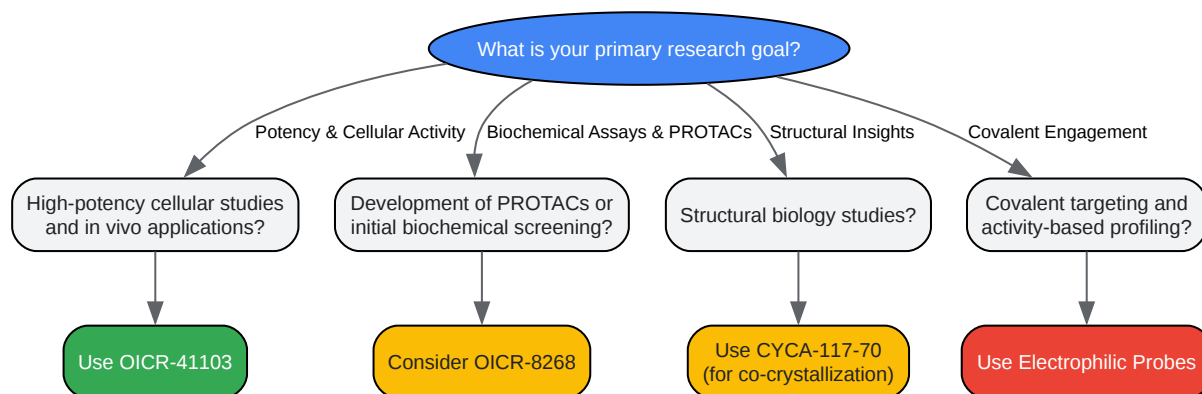 What is your primary research goal?
Potency & Cellular Activity
Biochemical Assays & PROTACs
Structural Insights
Covalent Engagement
High-potency cellular studies
and in vivo applications?
Development of PROTACs or
initial biochemical screening?
Structural biology studies?
Covalent targeting and
activity-based profiling?
Use OICR-41103
Consider OICR-8268
Use CYCA-117-70
(for co-crystallization)
Use Electrophilic Probes